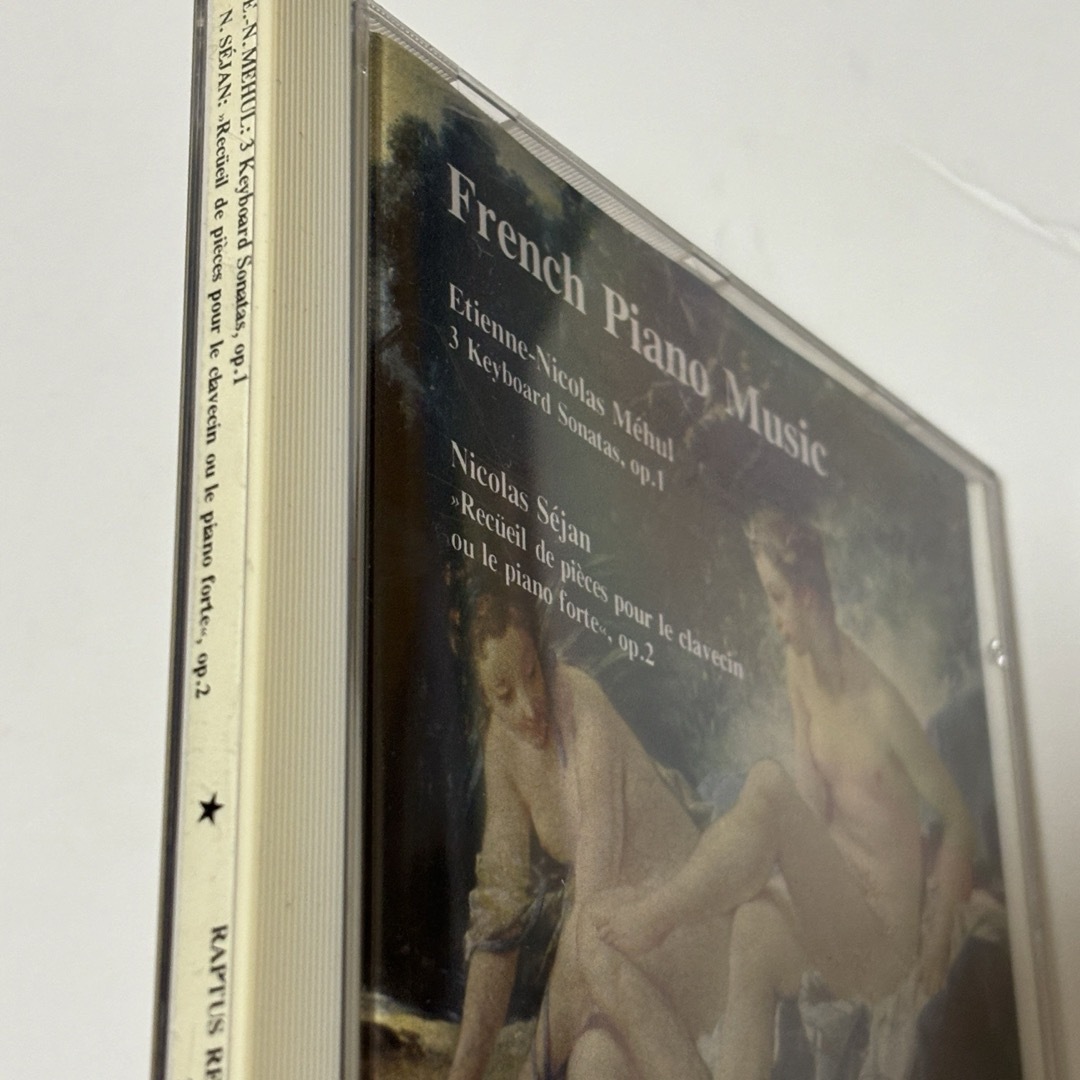 É.-N. MEHUL: 3 Keyboard Sonatas, op.1
N. SÉJAN: »Recüeil de pièces pour le clavecin ou le piano forte«, op.2
RAPTUS
French Piano Music
Etienne-Nicolas Méhul
3 Keyboard Sonatas, op.1
Nicolas Séjan
»Recüeil de pièces pour le clavecin
ou le piano forte«, op.2